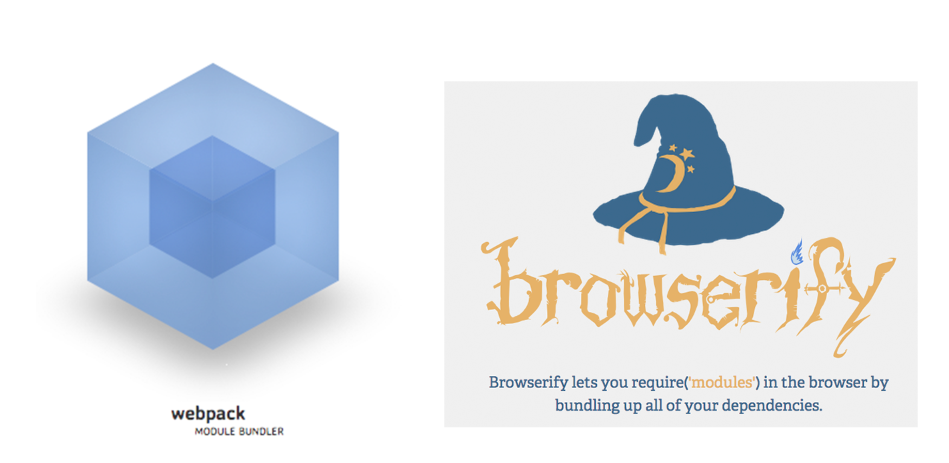 webpack
MODULE BUNDLER
browserify
Browserify lets you require('modules') in the browser by
bundling up all of your dependencies.